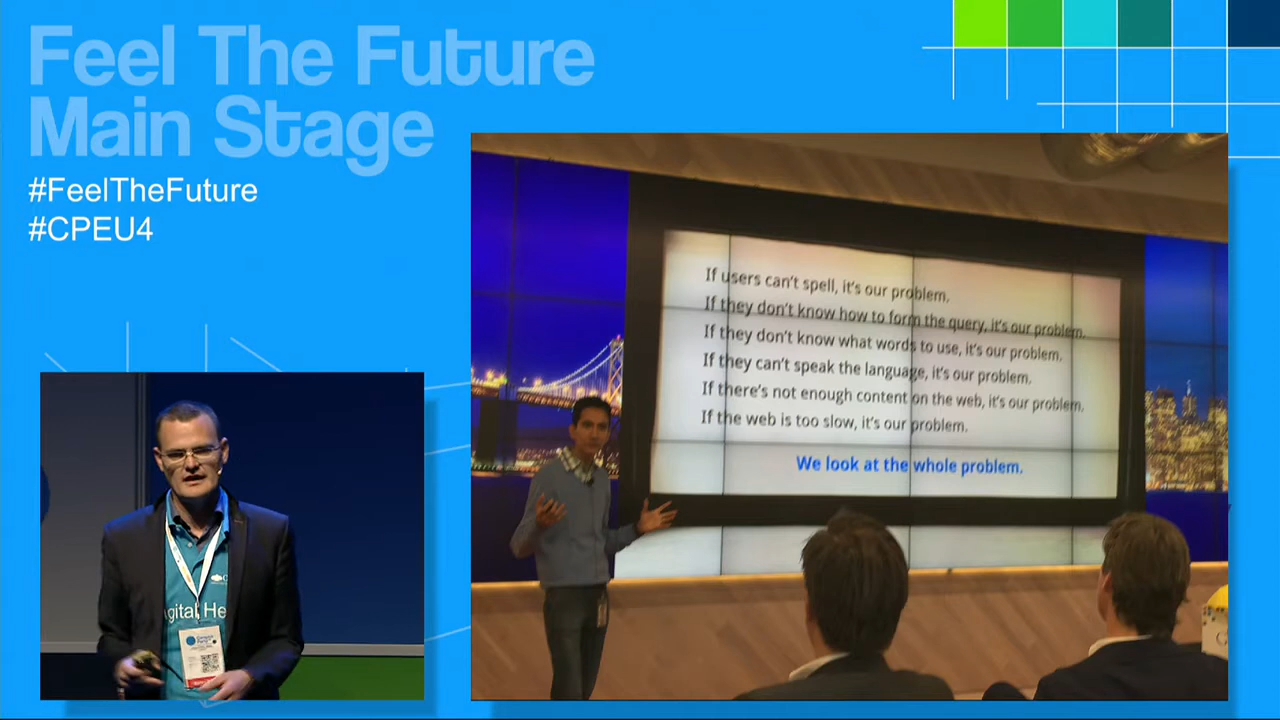 Feel The Future
Main Stage
#FeelTheFuture
#CPEU4
If users can't spell, it's our problem.
If they don't know how to form the query, it's our problem.
If they don't know what words to use, it's our problem.
If they can't speak the language, it's our problem.
If there's not enough content on the web, it's our problem.
If the web is too slow, it's our problem.
We look at the whole problem.
igital He